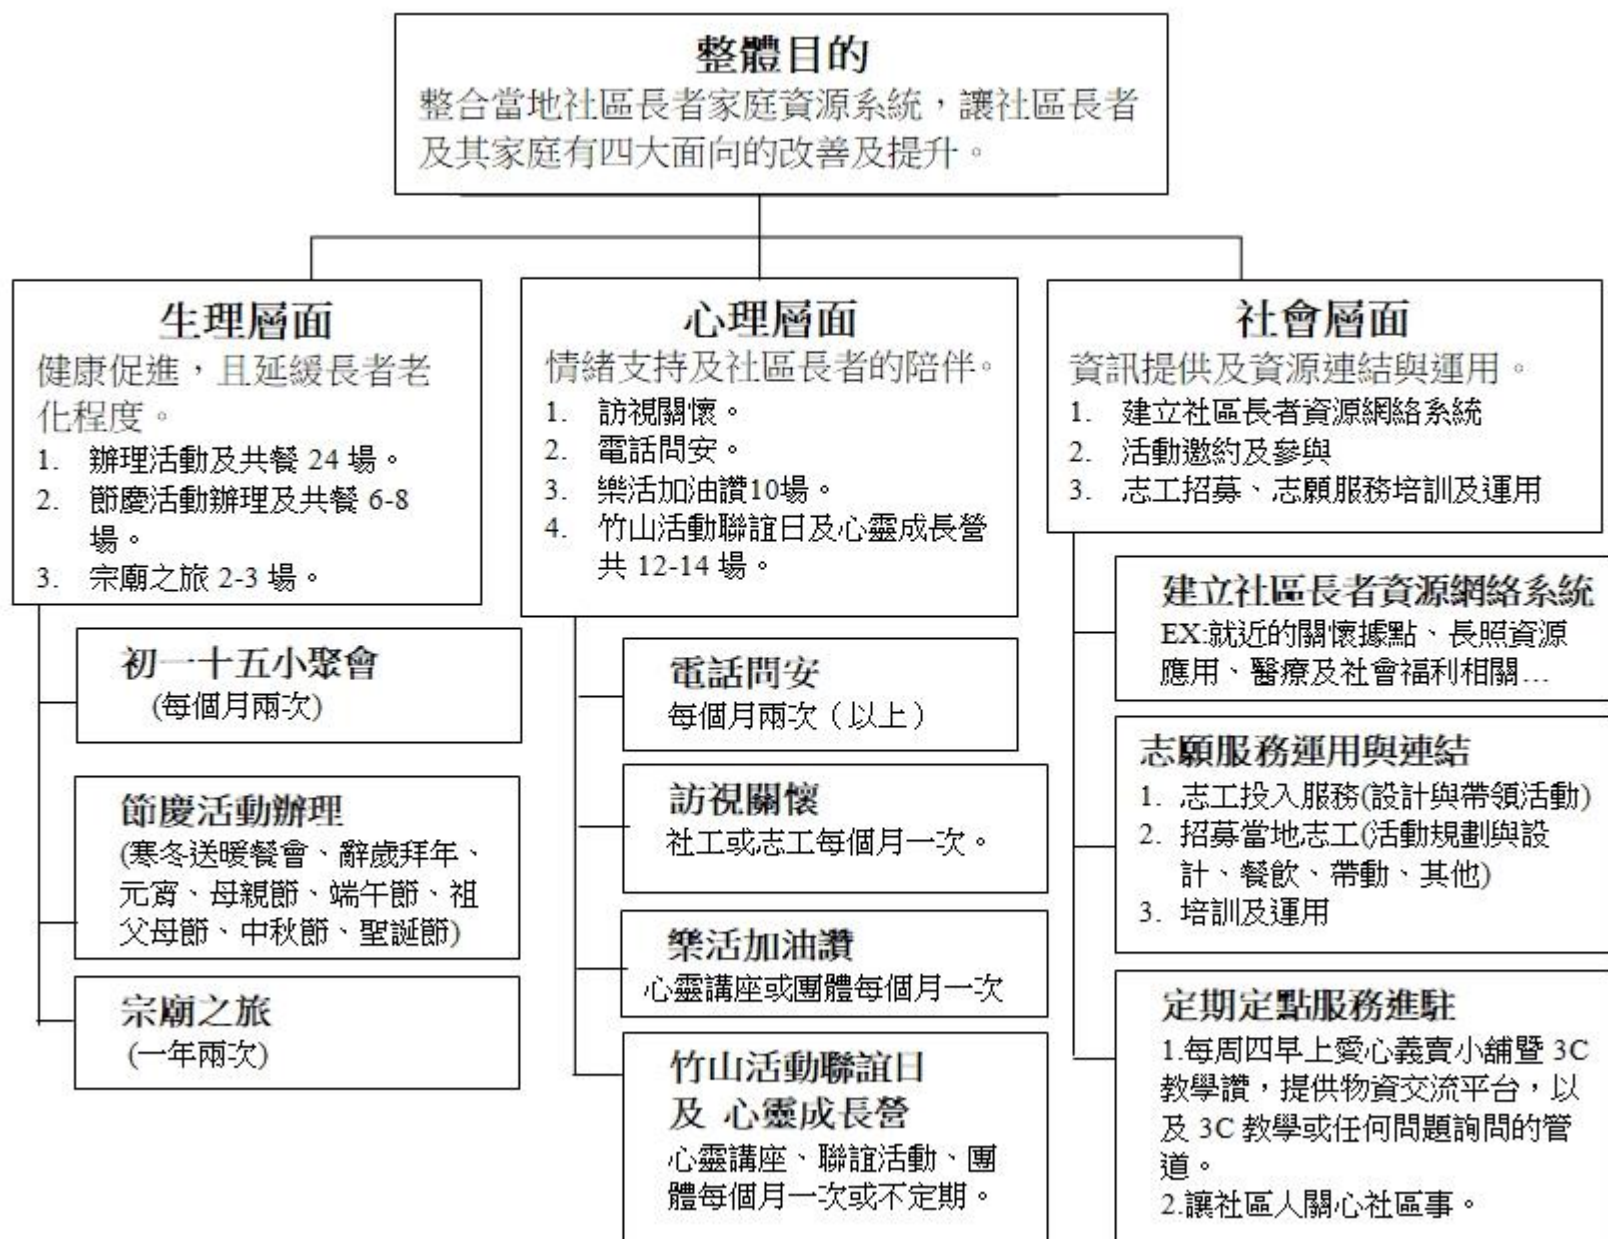 整體目的
整合當地社區長者家庭資源系統，讓社區長者
及其家庭有四大面向的改善及提升。
生理層面
健康促進，且延緩長者老
化程度。
1. 辦理活動及共餐 24 場。
2. 節慶活動辦理及共餐 6-8
場。
3. 宗廟之旅 2-3 場。
初一十五小聚會
(每個月兩次)
節慶活動辦理
(寒冬送暖餐會、辭歲拜年、
元宵、母親節、端午節、祖
父母節、中秋節、聖誕節)
宗廟之旅
(一年兩次)
心理層面
情緒支持及社區長者的陪伴。
1. 訪視關懷。
2. 電話問安。
3. 樂活加油讚10場。
4. 竹山活動聯誼日及心靈成長營
共 12-14 場。
電話問安
每個月兩次（以上）
訪視關懷
社工或志工每個月一次。
樂活加油讚
心靈講座或團體每個月一次
竹山活動聯誼日
及 心靈成長營
心靈講座、聯誼活動、團
體每個月一次或不定期。
社會層面
資訊提供及資源連結與運用。
1. 建立社區長者資源網絡系統
2. 活動邀約及參與
3. 志工招募、志願服務培訓及運用
建立社區長者資源網絡系統
EX:就近的關懷據點、長照資源
應用、醫療及社會福利相關…
志願服務運用與連結
1. 志工投入服務(設計與帶領活動)
2. 招募當地志工(活動規劃與設
計、餐飲、帶動、其他)
3. 培訓及運用
定期定點服務進駐
1.每周四早上愛心義賣小舖暨 3C
教學讚，提供物資交流平台，以
及 3C 教學或任何問題詢問的管
道。
2.讓社區人關心社區事。